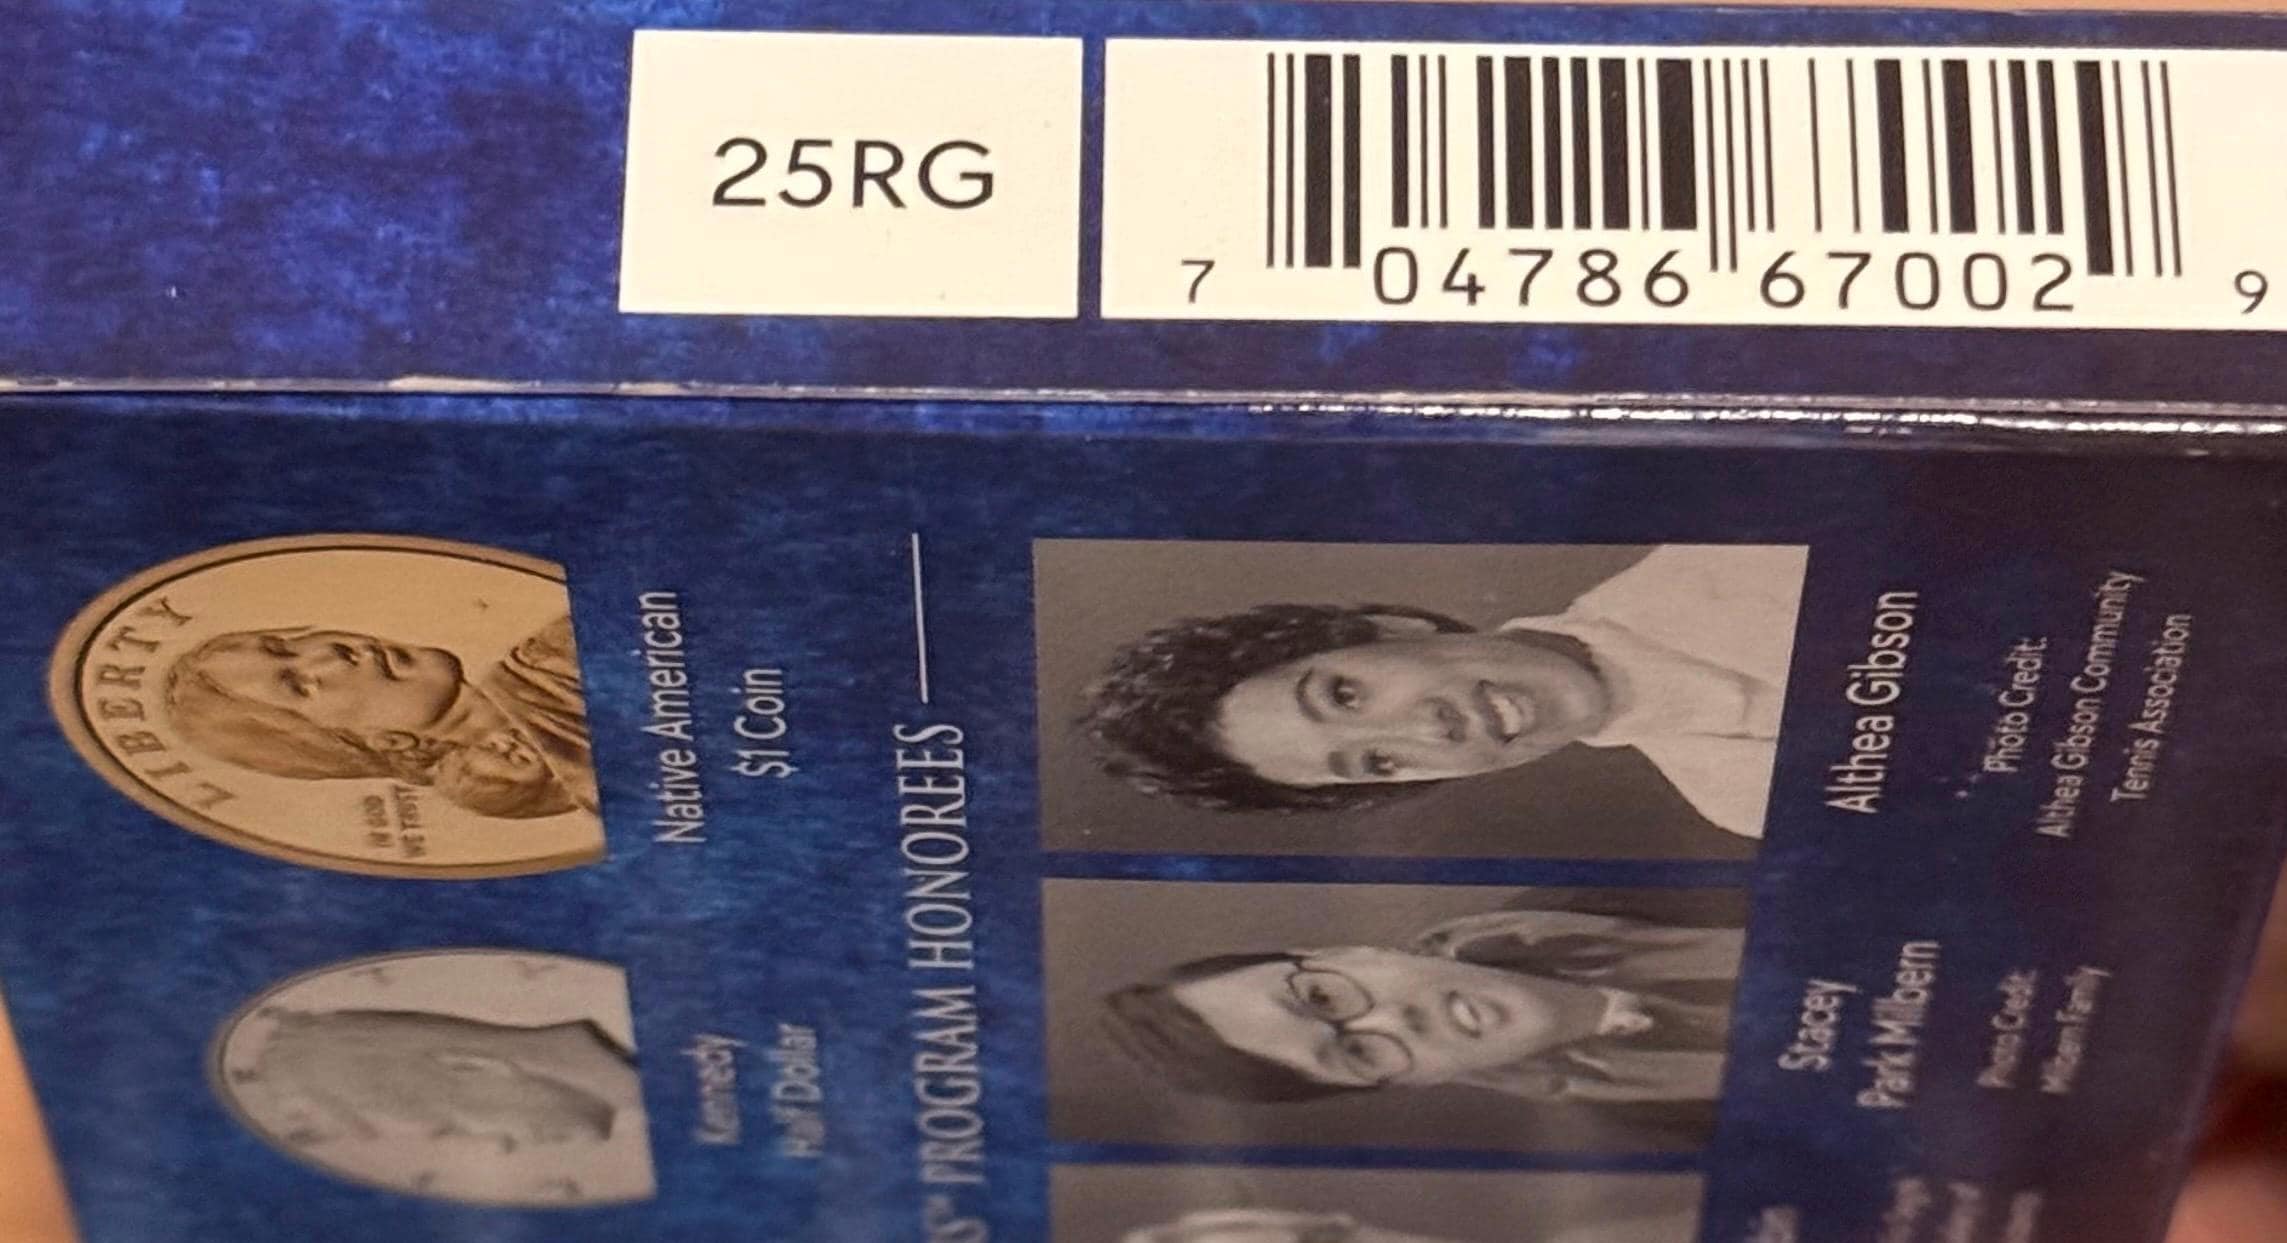 25RG
7 04786 67002 9
LIBERTY
IN GOD
WE TRUST
Native American
$1 Coin
Kennedy
Half Dollar
PROGRAM HONOREES
Althea Gibson
Photo Credit:
Althea Gibson Community
Tennis Association
Stacey
Park Milbern
Photo Credit:
Milbern Family